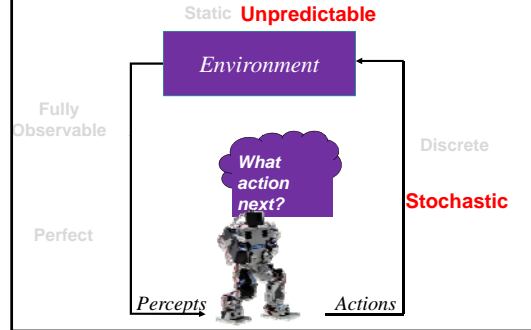 Static Unpredictable
Environment
Fully
Observable
Discrete
What
action
next?
Stochastic
Perfect
Percepts
Actions